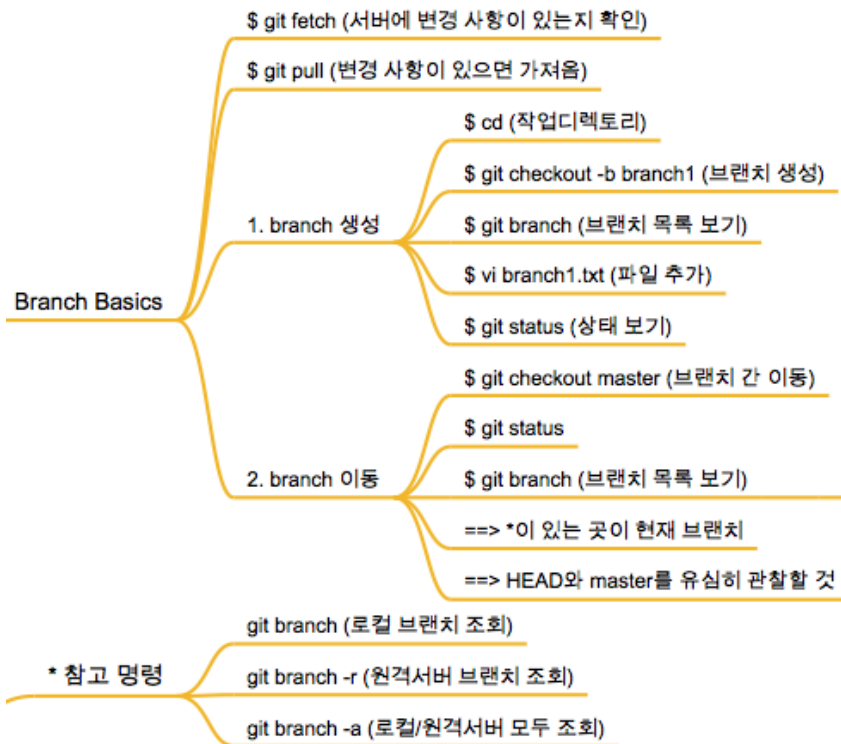 Branch Basics
$ git fetch (서버에 변경 사항이 있는지 확인)
$ git pull (변경 사항이 있으면 가져옴)
1. branch 생성
$ cd (작업디렉토리)
$ git checkout -b branch1 (브랜치 생성)
$ git branch (브랜치 목록 보기)
$ vi branch1.txt (파일 추가)
$ git status (상태 보기)
2. branch 이동
$ git checkout master (브랜치 간 이동)
$ git status
$ git branch (브랜치 목록 보기)
==> *이 있는 곳이 현재 브랜치
==> HEAD와 master를 유심히 관찰할 것
* 참고 명령
git branch (로컬 브랜치 조회)
git branch -r (원격서버 브랜치 조회)
git branch -a (로컬/원격서버 모두 조회)